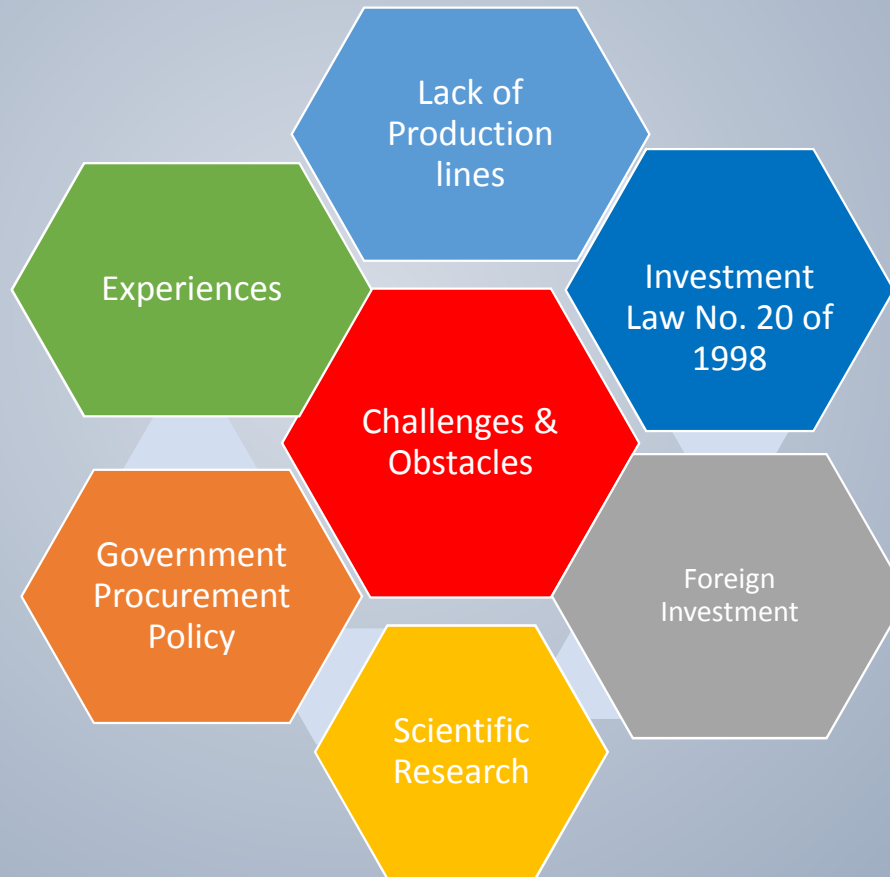 Lack of
Production
lines
Experiences
Investment
Law No. 20 of
1998
Challenges &
Obstacles
Government
Procurement
Policy
Foreign
Investment
Scientific
Research